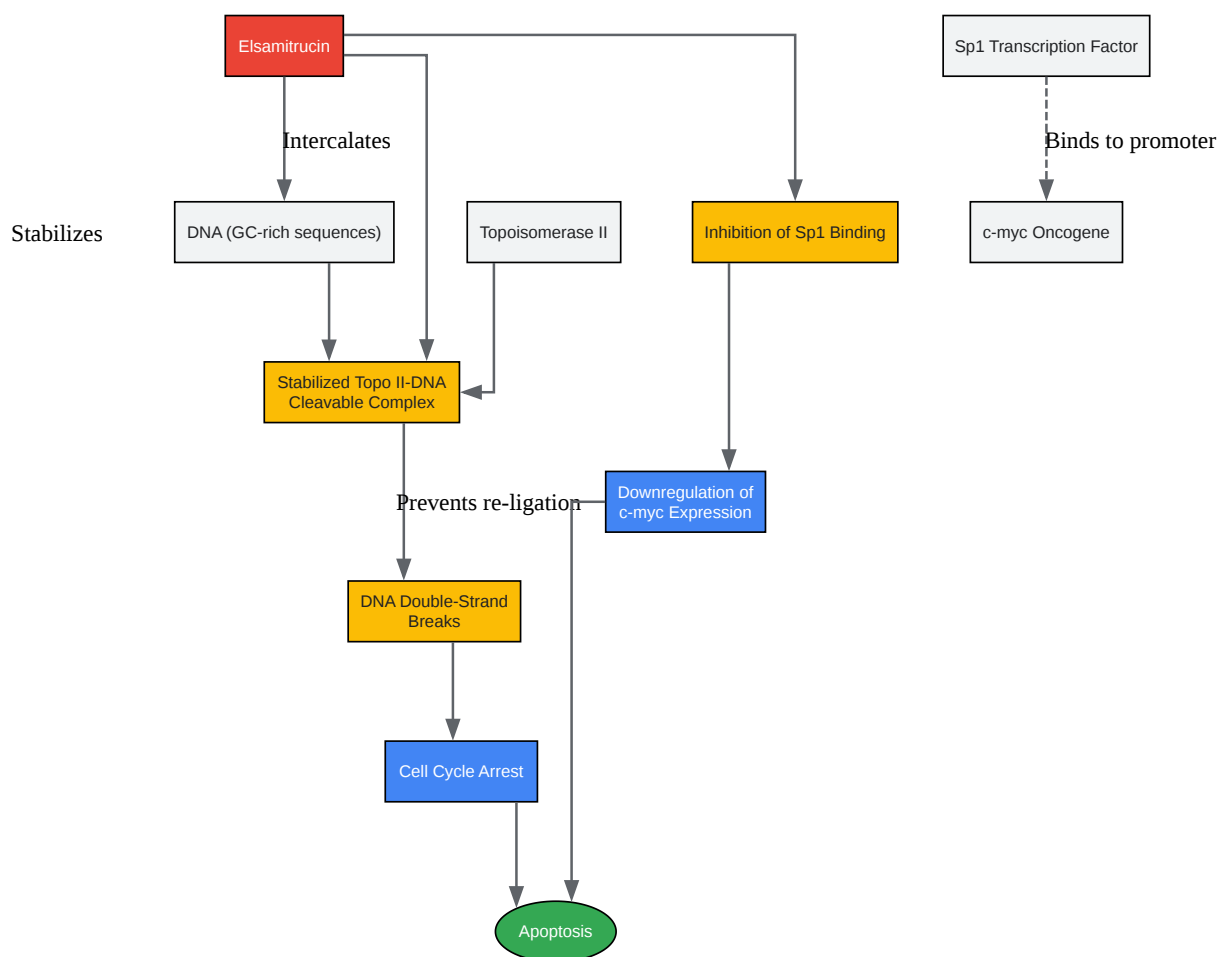 Elsamitrucin
Sp1 Transcription Factor
Intercalates
Binds to promoter
Stabilizes
DNA (GC-rich sequences)
Topoisomerase II
Inhibition of Sp1 Binding
c-myc Oncogene
Stabilized Topo II-DNA
Cleavable Complex
Prevents re-ligation
Downregulation of
c-myc Expression
DNA Double-Strand
Breaks
Cell Cycle Arrest
Apoptosis